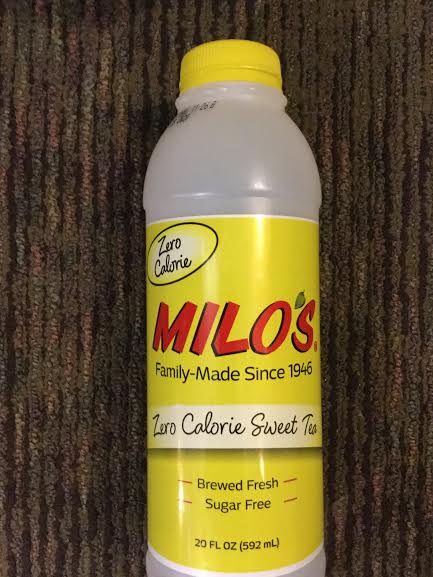 Zero
Calorie
MILO'S®
Family-Made Since 1946
Zero Calorie Sweet Tea
Brewed Fresh
Sugar Free
20 FL OZ (592 mL)